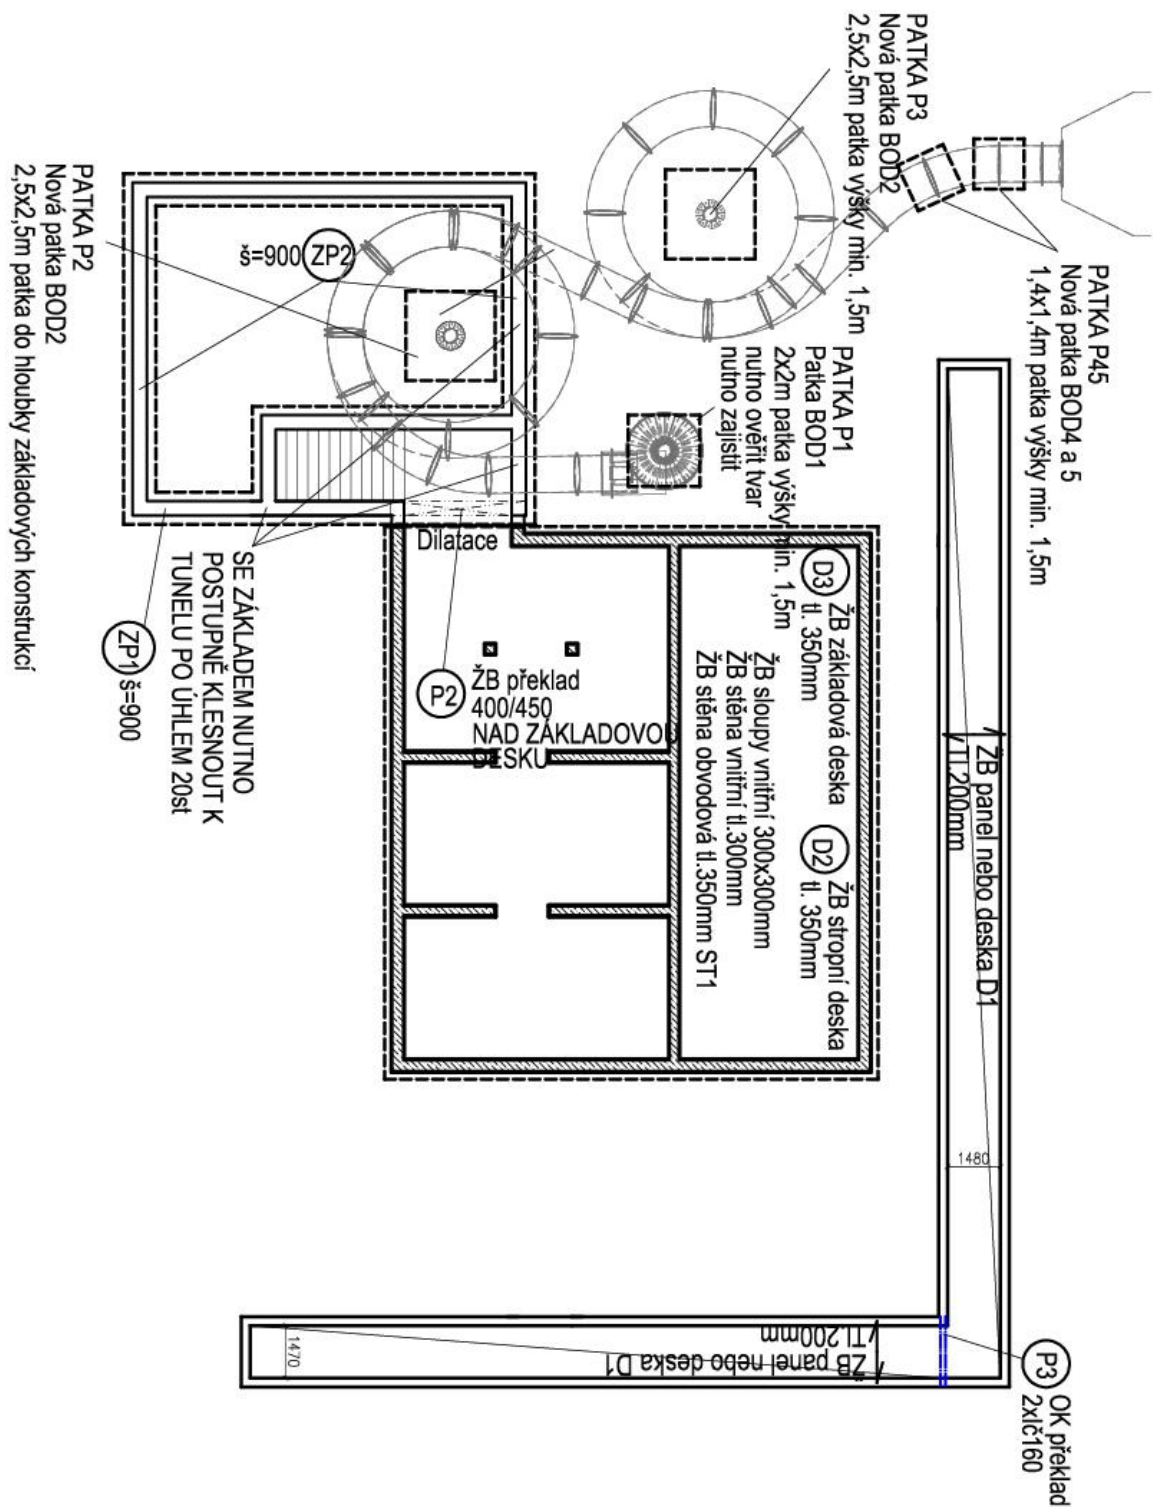 PATKA P3
Nová patka BOD2
2,5x2,5m patka výšky min. 1,5m
PATKA P45
Nová patka BOD4 a 5
1,4x1,4m patka výšky min. 1,5m
PATKA P2
Nová patka BOD2
2,5x2,5m patka do hloubky základových konstrukcí
š=900 ZP2
PATKA P1
Patka BOD1
2x2m patka výšky min. 1,5m
nutno ověřit tvar
nutno zajistit
Dilatace
SE ZÁKLADEM NUTNO
POSTUPNĚ KLESNOUT K
TUNELU PO ÚHLEM 20st
ZP1 š=900
P2 ŽB překlad
400/450
NAD ZÁKLADOVOU
DESKU
D3 ŽB základová deska
tl. 350mm
D2 ŽB stropní deska
tl. 350mm
ŽB sloupy vnitřní 300x300mm
ŽB stěna vnitřní tl.300mm
ŽB stěna obvodová tl.350mm ST1
ŽB panel nebo deska D1
Tl.200mm
1480
1470
ŽB panel nebo deska D1
Tl.200mm
P3 OK překlad
2xIč160